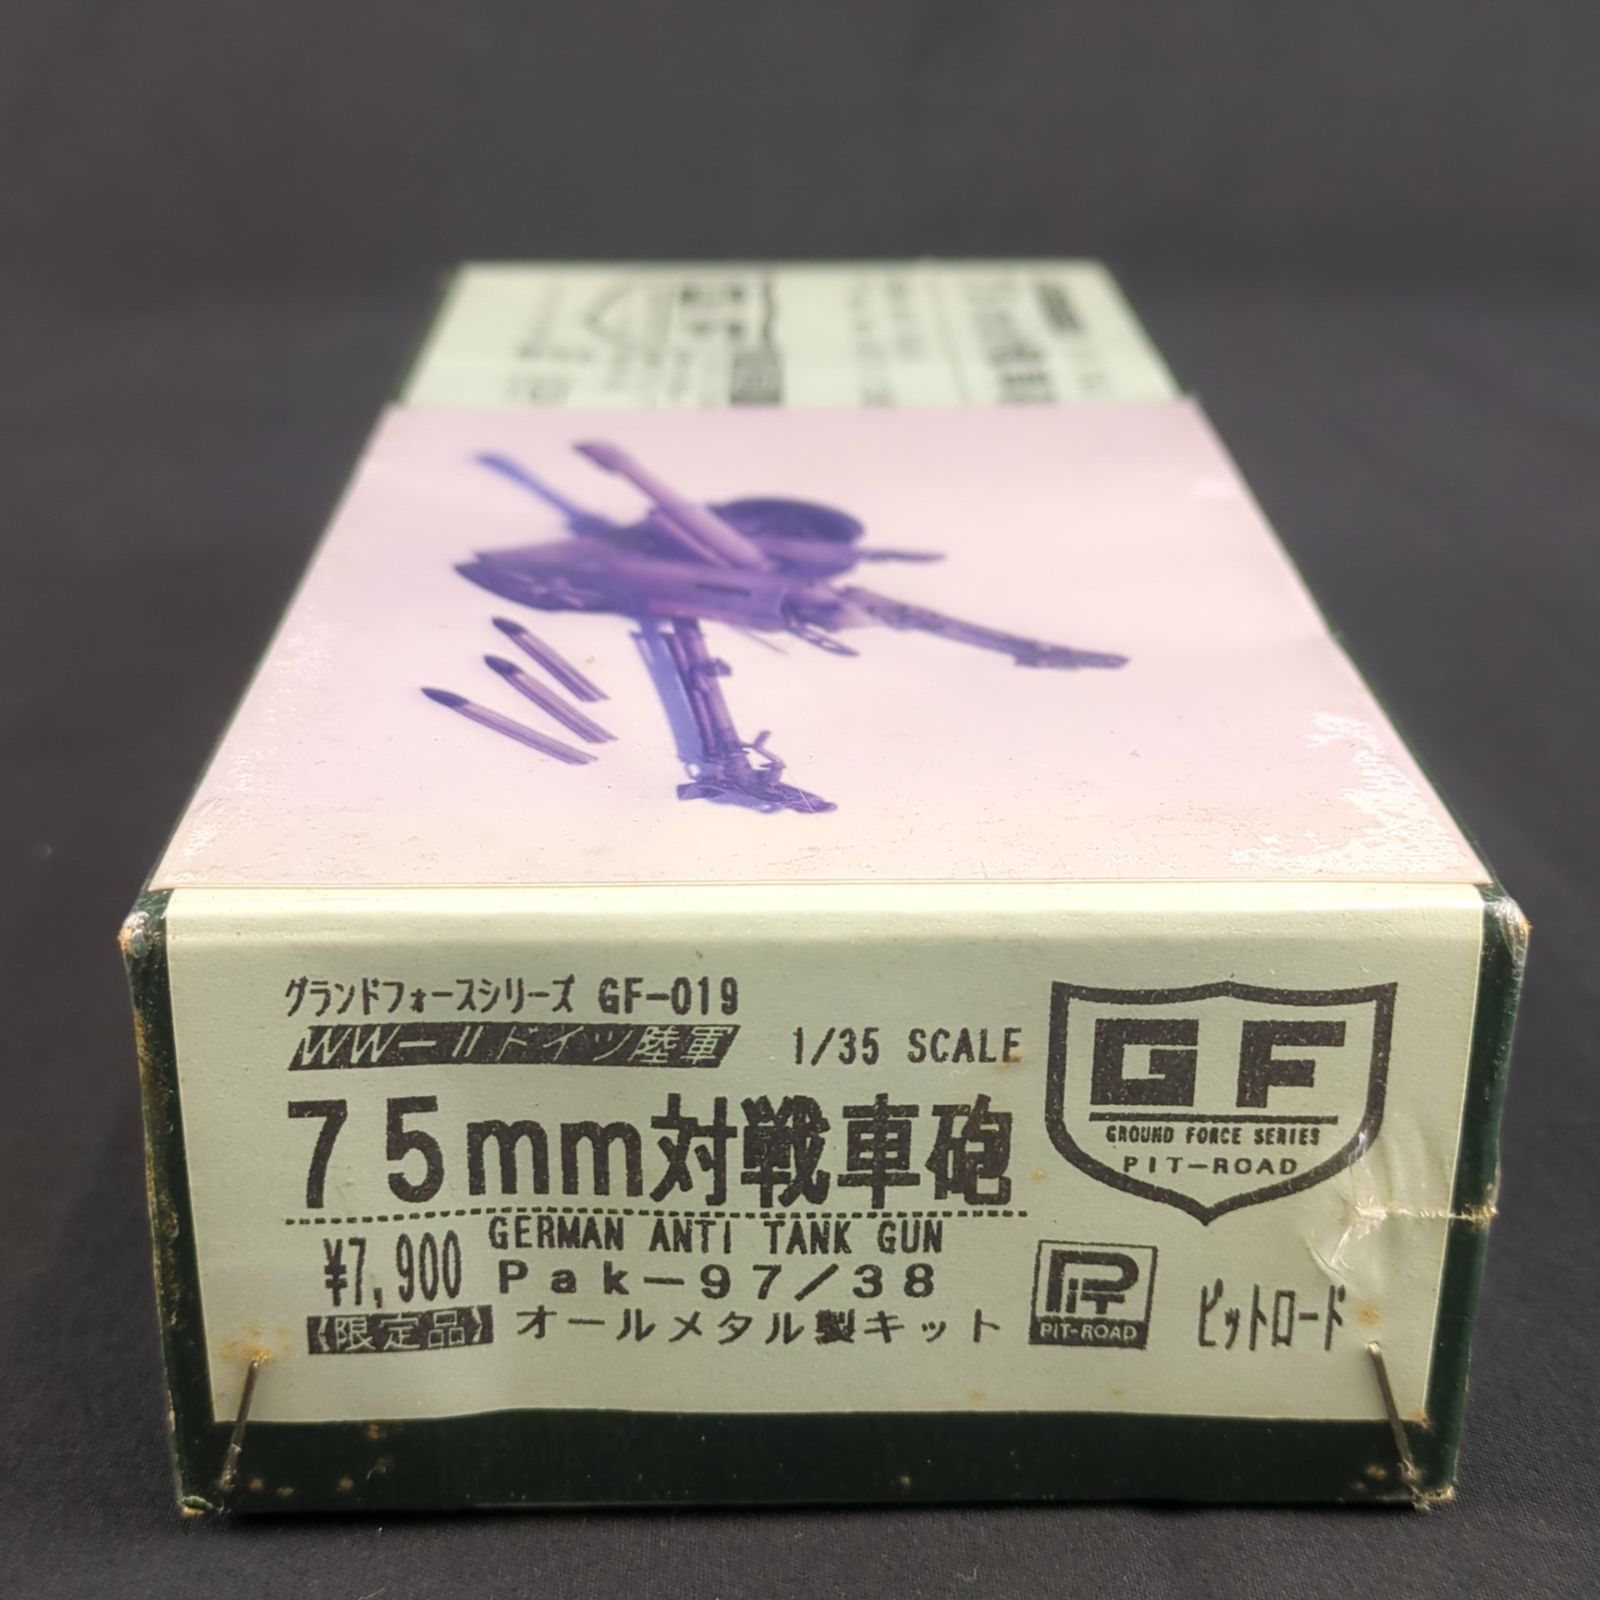 グランドフォースシリーズ GF-019
WW-II ドイツ陸軍
1/35 SCALE
75mm対戦車砲
¥7,900
GERMAN ANTI TANK GUN
Pak-97/38
【限定品】
オールメタル製キット
GF
GROUND FORCE SERIES
PIT-ROAD
PIT
PIT-ROAD
ピットロード